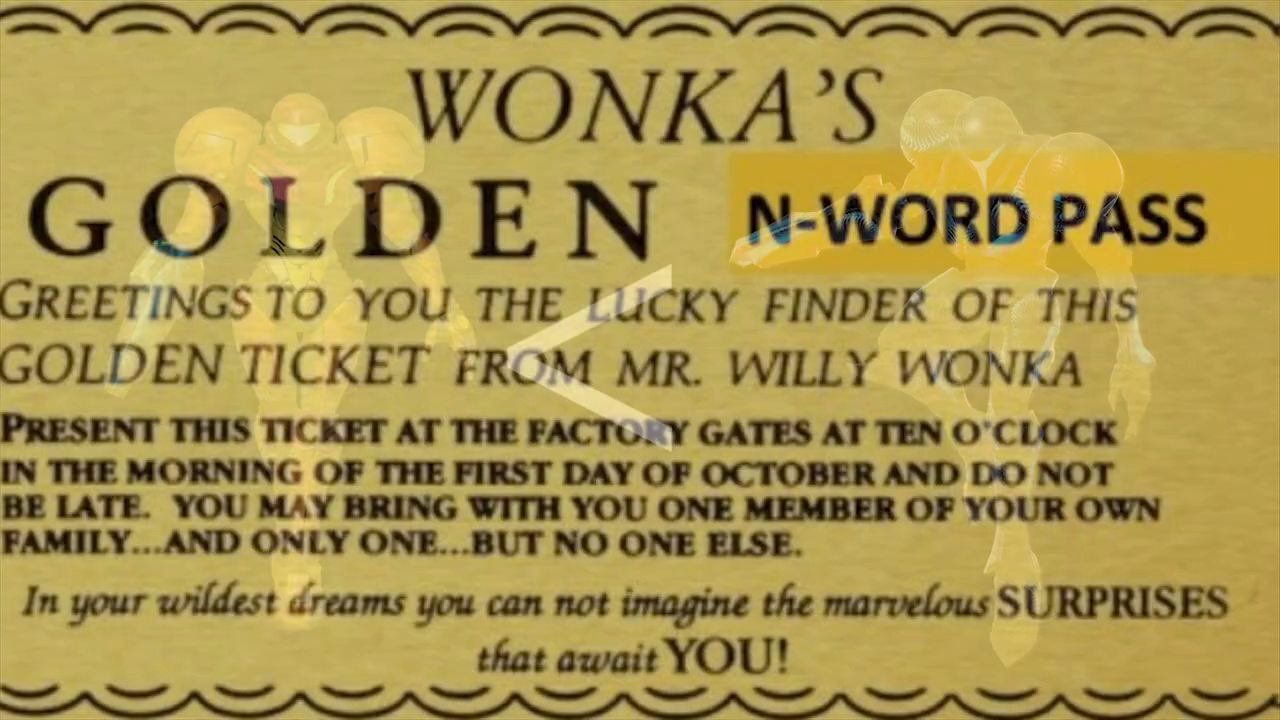 WONKA'S
GOLDEN N-WORD PASS
GREETINGS TO YOU THE LUCKY FINDER OF THIS
GOLDEN TICKET FROM MR. WILLY WONKA
PRESENT THIS TICKET AT THE FACTORY GATES AT TEN O'CLOCK
IN THE MORNING OF THE FIRST DAY OF OCTOBER AND DO NOT
BE LATE. YOU MAY BRING WITH YOU ONE MEMBER OF YOUR OWN
FAMILY...AND ONLY ONE...BUT NO ONE ELSE.
In your wildest dreams you can not imagine the marvelous SURPRISES
that await YOU!